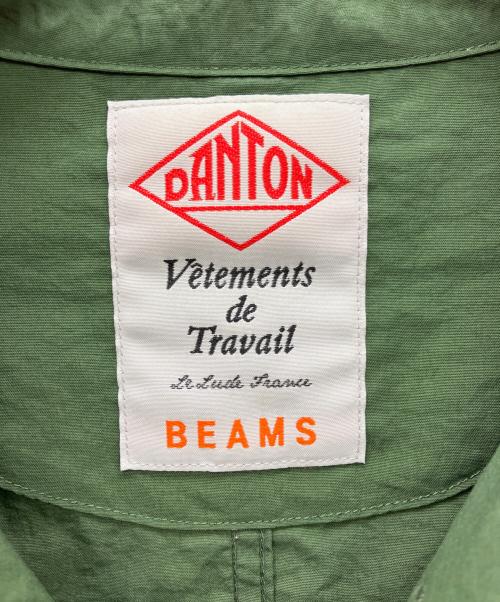 DANTON
Vêtements
de
Travail
Le Lude France
BEAMS